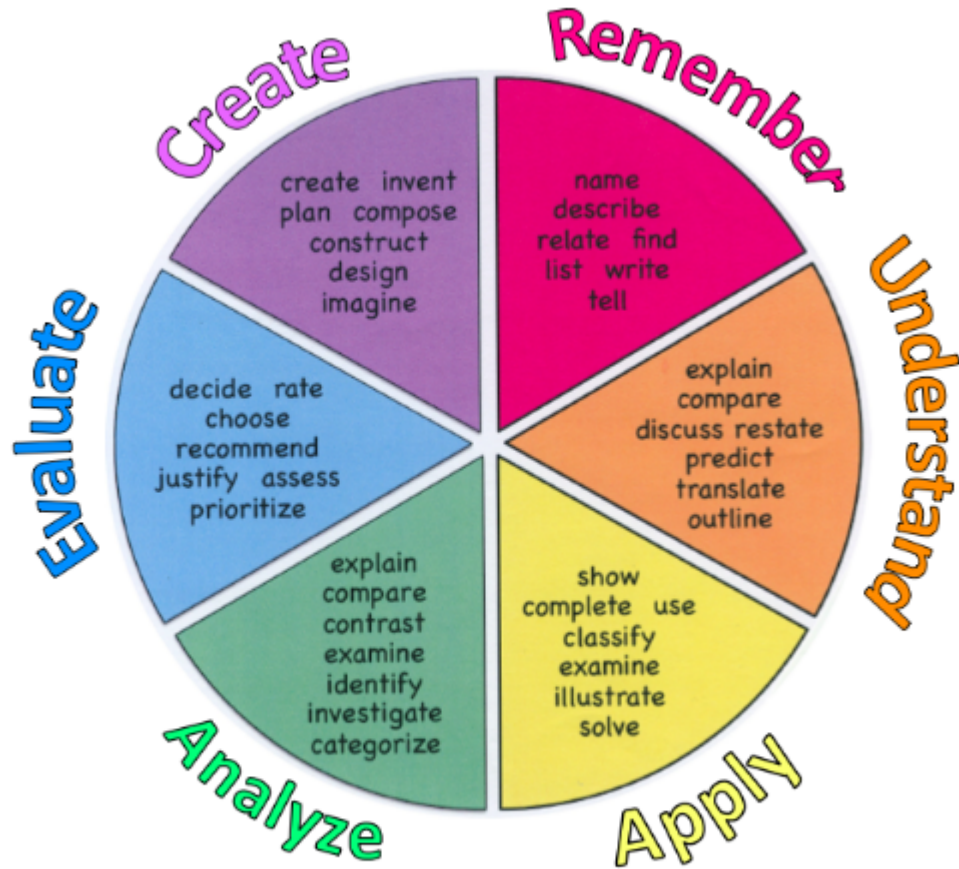 Remember
name
describe
relate find
list write
tell
Understand
explain
compare
discuss restate
predict
translate
outline
Apply
show
complete use
classify
examine
illustrate
solve
Analyze
explain
compare
contrast
examine
identify
investigate
categorize
Evaluate
decide rate
choose
recommend
justify assess
prioritize
Create
create invent
plan compose
construct
design
imagine